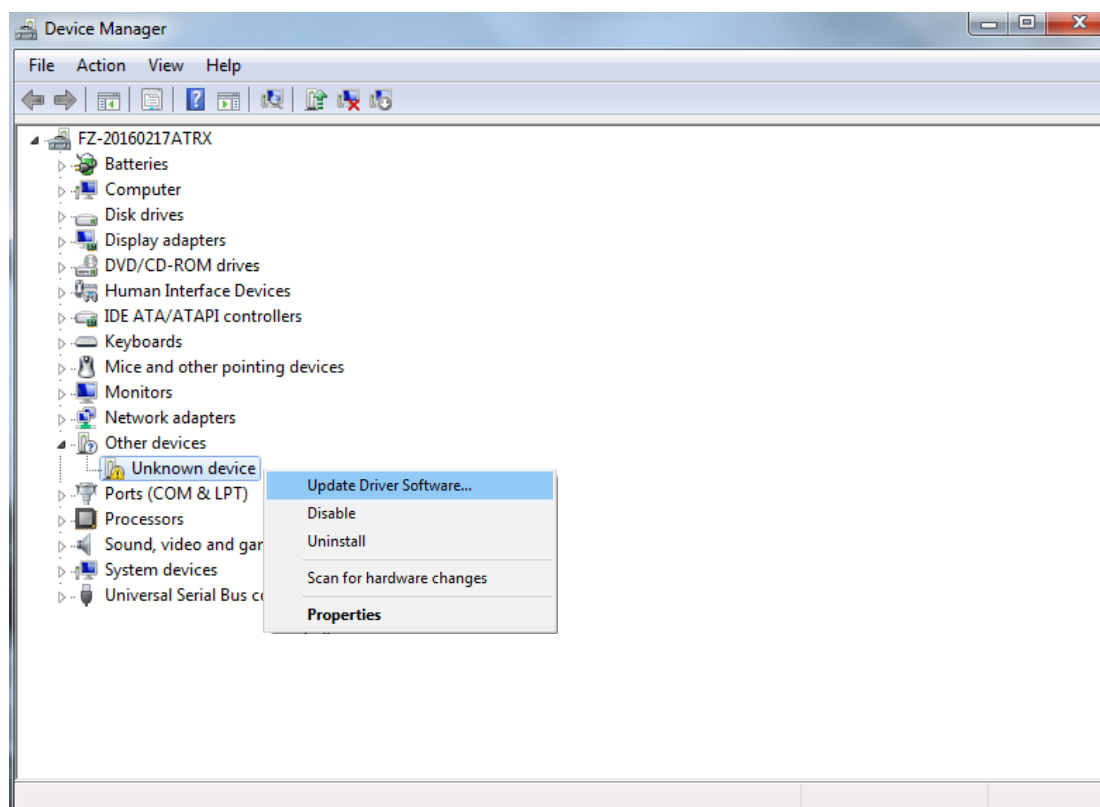 Device Manager
File Action View Help
FZ-20160217ATRX
Batteries
Computer
Disk drives
Display adapters
DVD/CD-ROM drives
Human Interface Devices
IDE ATA/ATAPI controllers
Keyboards
Mice and other pointing devices
Monitors
Network adapters
Other devices
Unknown device
Update Driver Software...
Ports (COM & LPT)
Disable
Processors
Uninstall
Sound, video and gar
System devices
Scan for hardware changes
Universal Serial Bus co
Properties